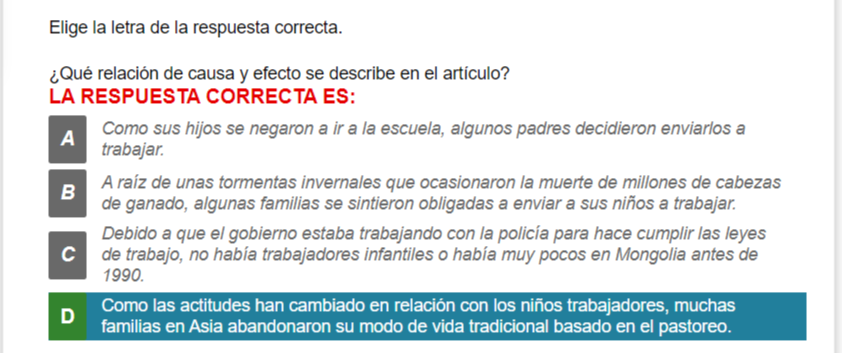 Elige la letra de la respuesta correcta.
¿Qué relación de causa y efecto se describe en el artículo?
LA RESPUESTA CORRECTA ES:
A
Como sus hijos se negaron a ir a la escuela, algunos padres decidieron enviarlos a
trabajar.
B
A raíz de unas tormentas invernales que ocasionaron la muerte de millones de cabezas
de ganado, algunas familias se sintieron obligadas a enviar a sus niños a trabajar.
C
Debido a que el gobierno estaba trabajando con la policía para hace cumplir las leyes
de trabajo, no había trabajadores infantiles o había muy pocos en Mongolia antes de
1990.
D
Como las actitudes han cambiado en relación con los niños trabajadores, muchas
familias en Asia abandonaron su modo de vida tradicional basado en el pastoreo.